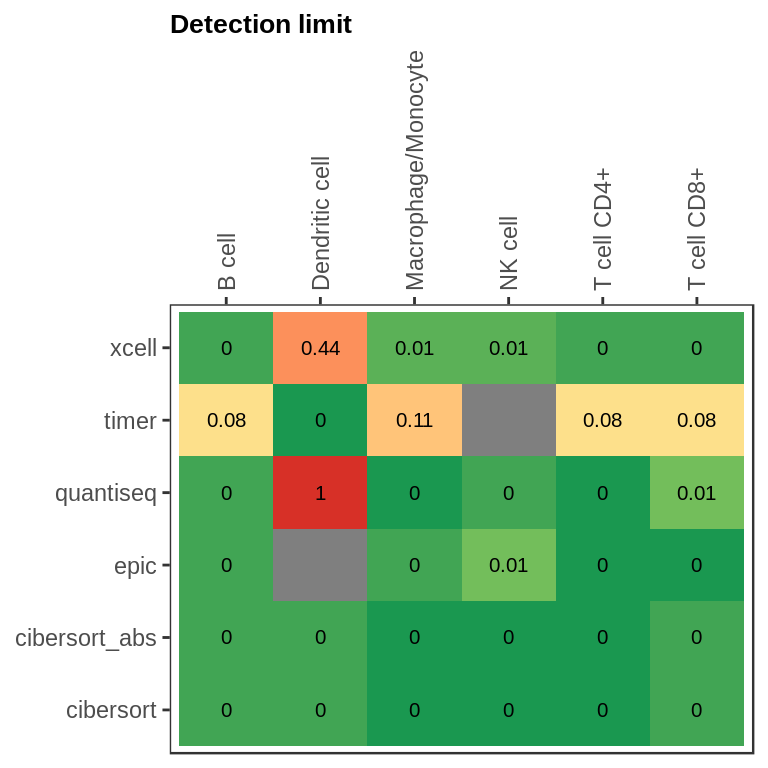 Detection limit
B cell
Dendritic cell
Macrophage/Monocyte
NK cell
T cell CD4+
T cell CD8+
xcell 0 0.44 0.01 0.01 0 0
timer 0.08 0 0.11 0.08 0.08
quantiseq 0 1 0 0 0 0.01
epic 0 0 0.01 0 0
cibersort_abs 0 0 0 0 0 0
cibersort 0 0 0 0 0 0